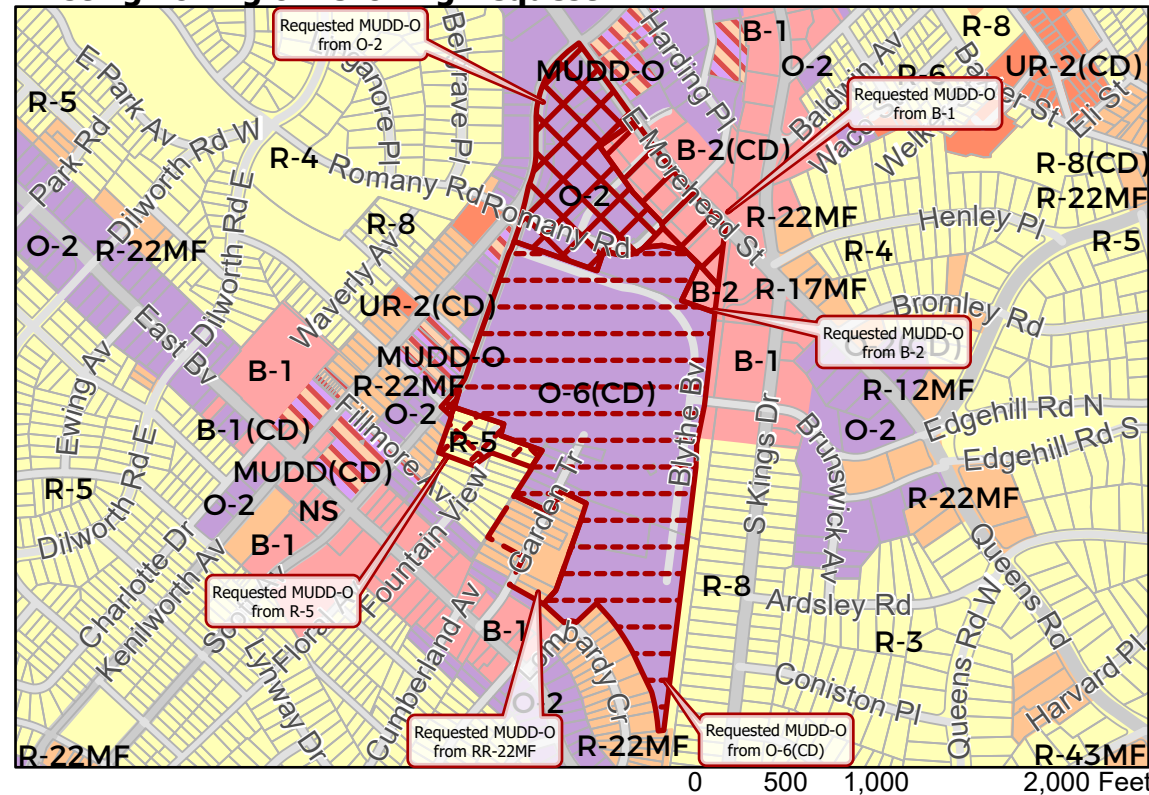 Requested MUDD-O
from O-2
Belgrave Pl
Harding Pl
B-1
R-8
MUDD-O
O-2
Baldwin Av
R-6
UR-2(CD)
E Park Av
R-5
Requested MUDD-O
from B-1
Eli St
Park Rd
Dilworth Rd W
R-4
E Morehead St
B-2(CD)
R-8(CD)
Romany Rd
O-2
R-22MF
R-22MF
R-8
Romany Rd
Henley Pl
O-2
R-22MF
Dilworth Rd E
R-4
R-5
Waverly Av
B-2
R-17MF
UR-2(CD)
Bromley Rd
East Bv
Requested MUDD-O
from B-2
MUDD-O
B-1
B-1
R-22MF
O-6(CD)
R-12MF
Ewing Av
O-2
Blythe Bv
Edgehill Rd N
B-1(CD)
Fillmore Av
R-5
S Kings Dr
Brunswick Av
O-2
Edgehill Rd S
MUDD(CD)
R-5
O-2
NS
Fountain View
Garden Tr
R-22MF
Dilworth Rd E
B-1
Queens Rd
Charlotte Dr
Requested MUDD-O
from R-5
R-8
Ardsley Rd
Kenilworth Av
B-1
R-3
Queens Rd W
Lynway Dr
Cumberland Av
Coniston Pl
Harvard Pl
Requested MUDD-O
from RR-22MF
Requested MUDD-O
from O-6(CD)
R-22MF
R-22MF
R-43MF
0 500 1,000 2,000 Feet